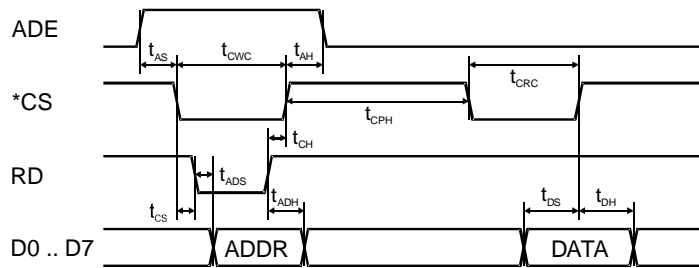 ADE
tAS
tCWC
tAH
*CS
tCRC
tCPH
tCH
RD
tADS
tCS
tADH
tDS
tDH
D0 .. D7
ADDR
DATA